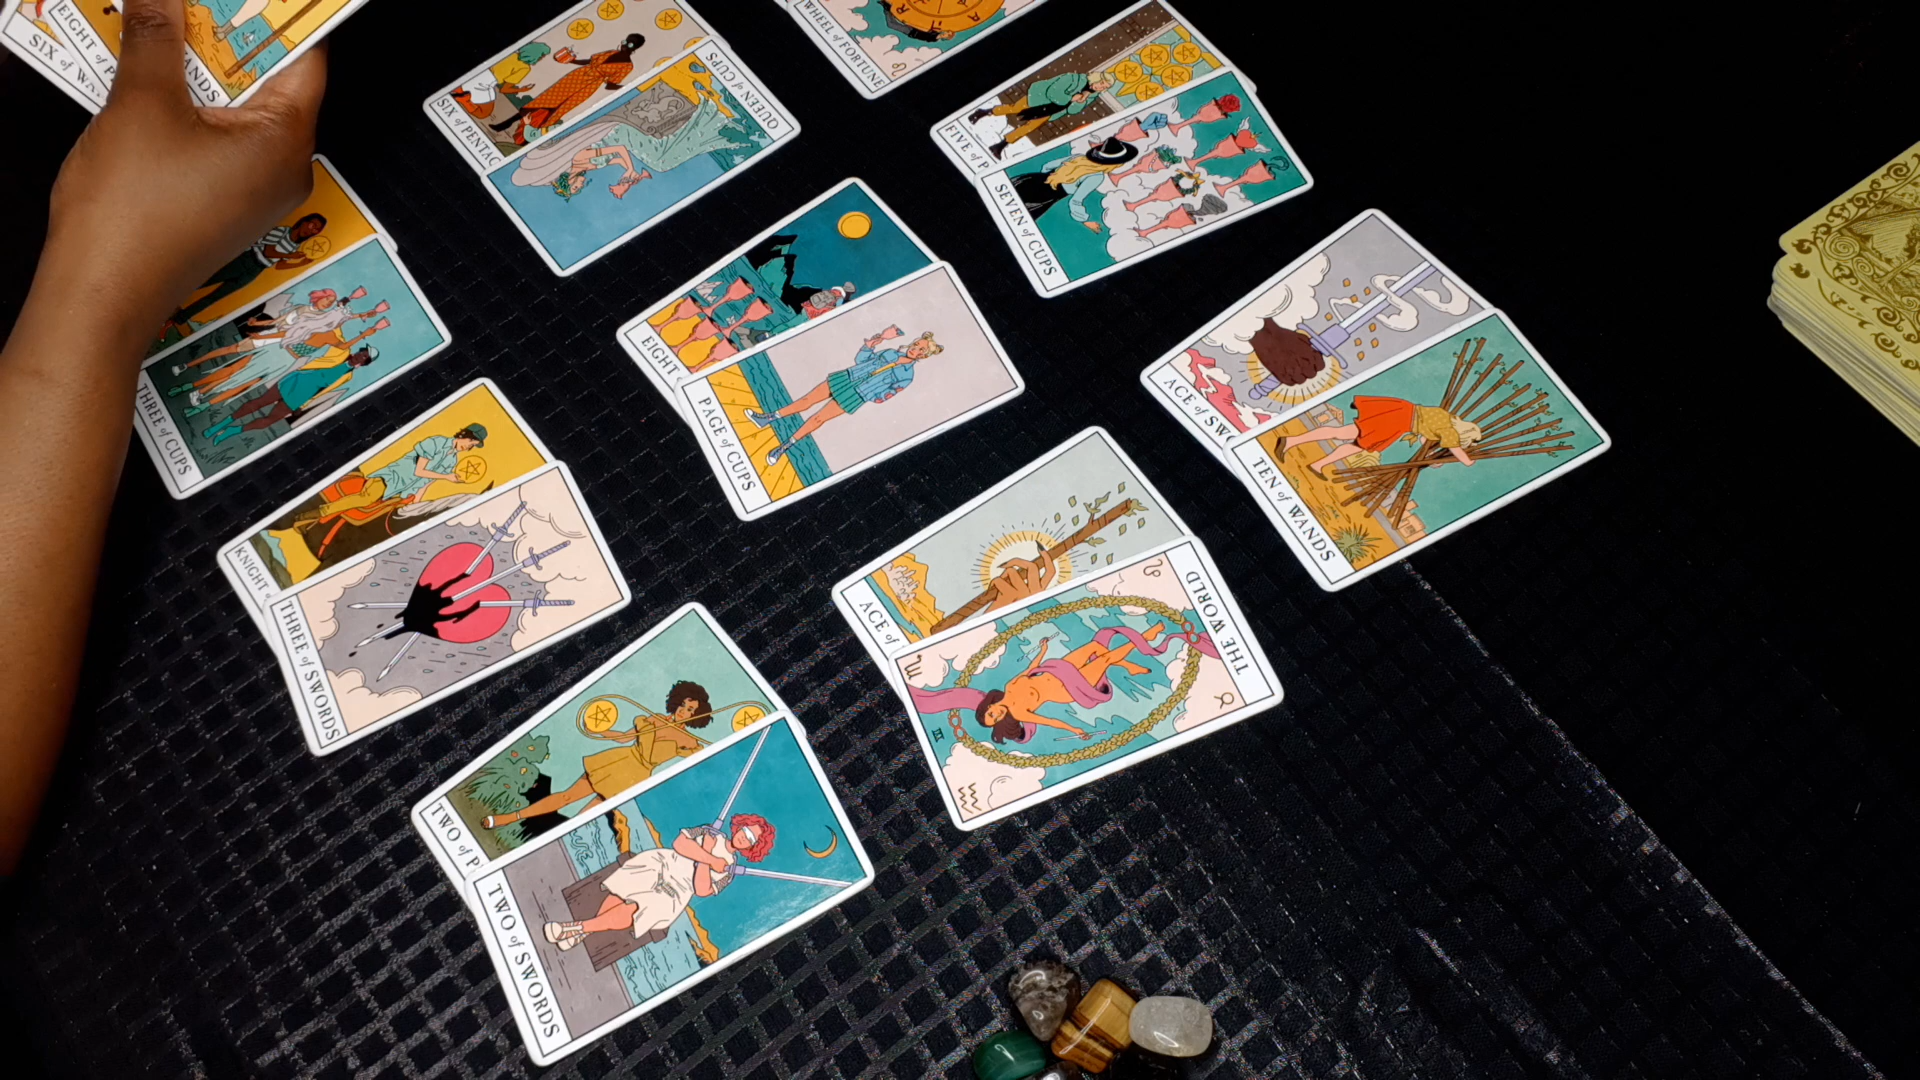 SIX of WA
EIGHT of P
WANDS
SIX of PENTAC
QUEEN of CUPS
WHEEL of FORTUNE
FIVE of P
SEVEN of CUPS
THREE of CUPS
EIGHT
PAGE of CUPS
ACE of SWO
TEN of WANDS
KNIGHT
THREE of SWORDS
ACE of
THE WORLD
TWO of P
TWO of SWORDS